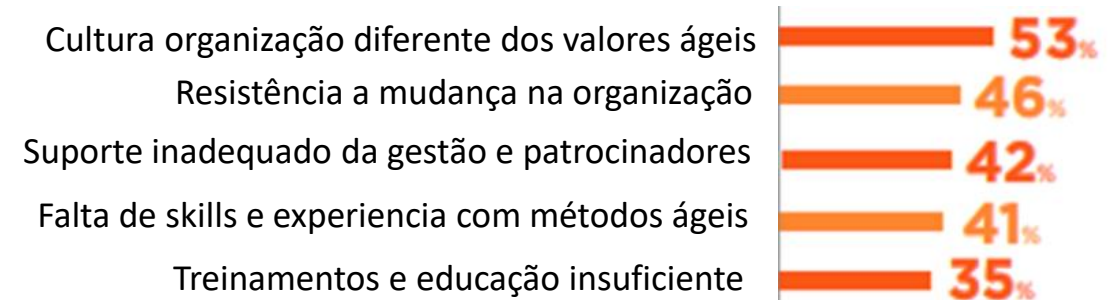 Cultura organização diferente dos valores ágeis 53%
Resistência a mudança na organização 46%
Suporte inadequado da gestão e patrocinadores 42%
Falta de skills e experiencia com métodos ágeis 41%
Treinamentos e educação insuficiente 35%